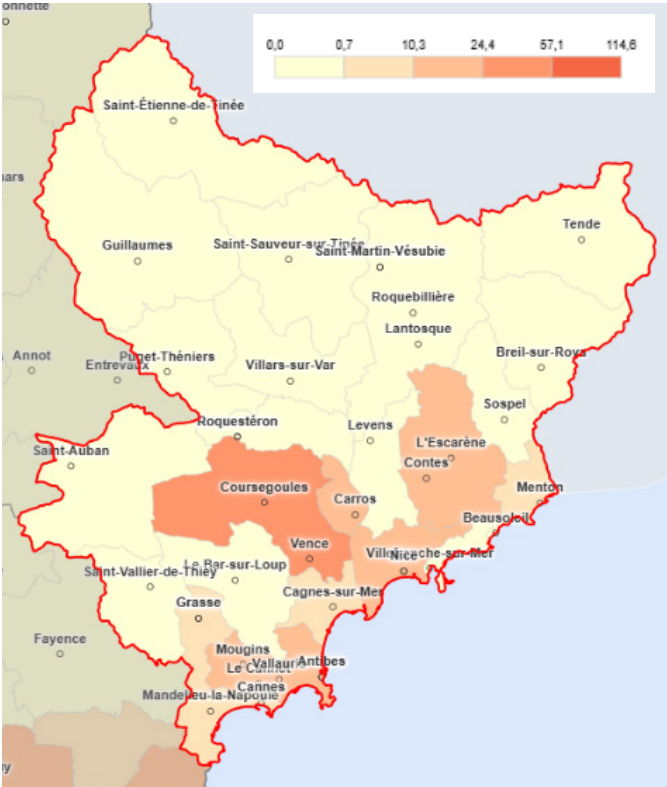 onnette
0,0 0,7 10,3 24,4 57,1 114,6
Saint-Étienne-de-Tinée
ars
Tende
Guillaumes
Saint-Sauveur-sur-Tinée
Saint-Martin-Vésubie
Roquebillière
Lantosque
Annot
Entrevaux
Puget-Théniers
Villars-sur-Var
Breil-sur-Roya
Sospel
Roquestéron
Levens
L'Escarène
Saint-Auban
Contes
Coursegoules
Carros
Menton
Beausoleil
Vence
Nice
Le Bar-sur-Loup
Saint-Vallier-de-Thiey
Cagnes-sur-Mer
Grasse
Fayence
Mougins
Antibes
Cannes
Mandelieu-la-Napoule
y